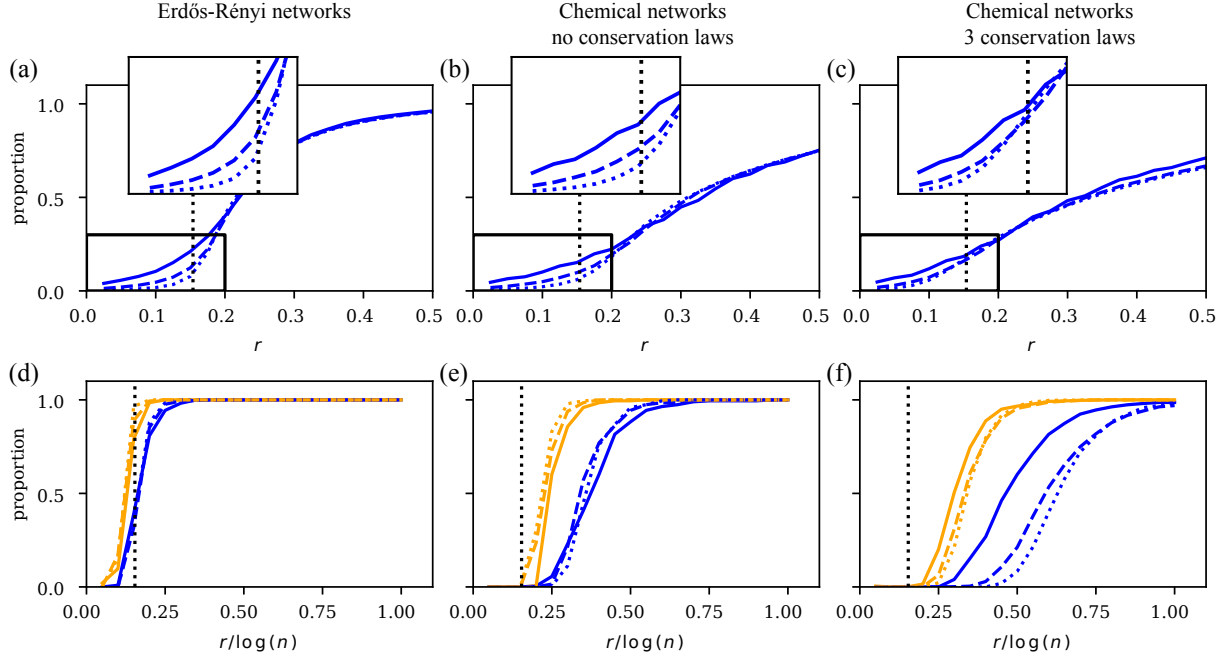 Erdős-Rényi networks
Chemical networks
no conservation laws
Chemical networks
3 conservation laws
(a)
(b)
(c)
proportion
1.0
0.5
0.0
0.0 0.1 0.2 0.3 0.4 0.5
0.0 0.1 0.2 0.3 0.4 0.5
0.0 0.1 0.2 0.3 0.4 0.5
r
r
r
(d)
(e)
(f)
proportion
1.0
0.5
0.0
0.00 0.25 0.50 0.75 1.00
0.00 0.25 0.50 0.75 1.00
0.00 0.25 0.50 0.75 1.00
r/log(n)
r/log(n)
r/log(n)